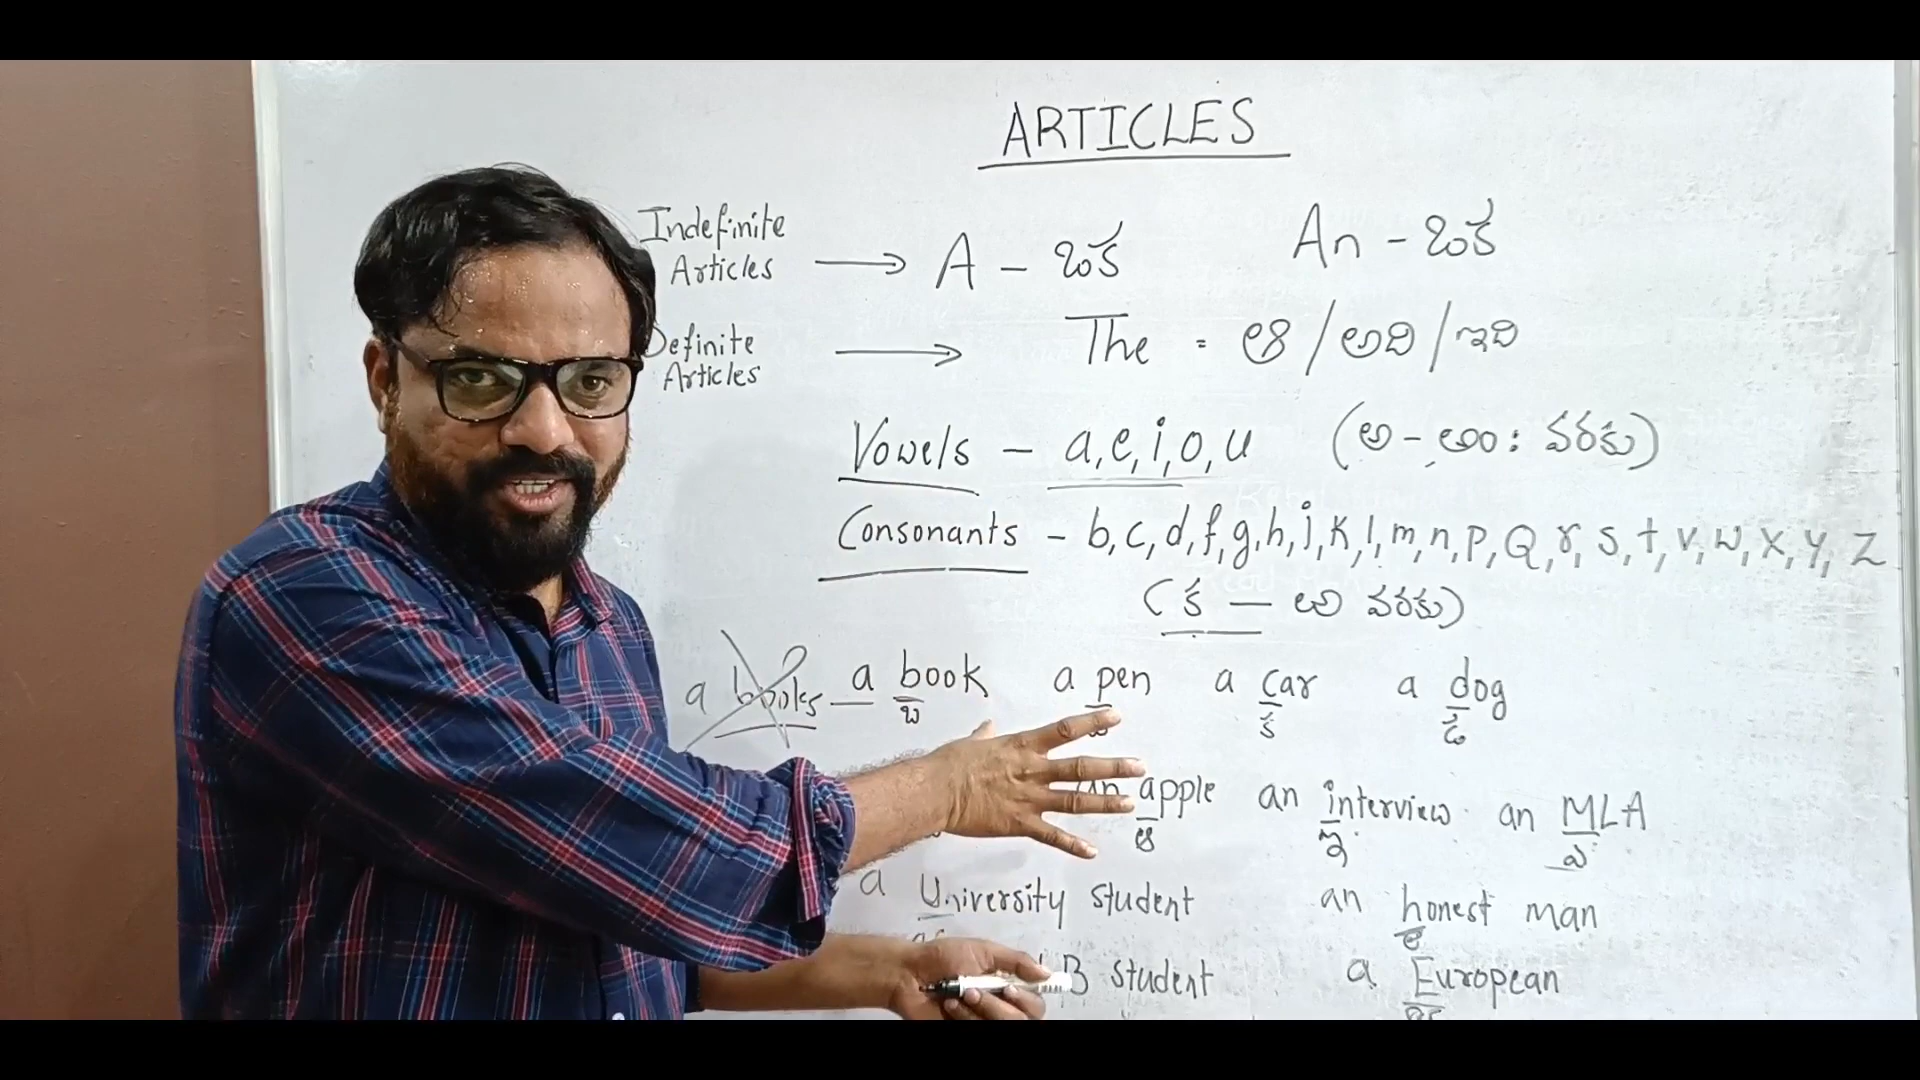 ARTICLES
Indefinite Articles → A - ఒక An - ఒక
Definite Articles → The = ఆ / అది / ఇది
Vowels - a, e, i, o, u (అ - అం: వరకు)
Consonants - b, c, d, f, g, h, j, k, l, m, n, p, Q, r, s, t, v, w, x, y, z
(క — ఱ వరకు)
a books - a book a pen a car a dog
బ క డ
an apple an interview an MLA
ఆ ఇ
a University student an honest man
B student a European